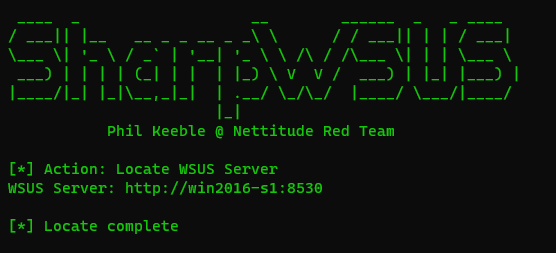 SharpWSUS
Phil Keeble @ Nettitude Red Team
[*] Action: Locate WSUS Server
WSUS Server: http://win2016-s1:8530
[*] Locate complete